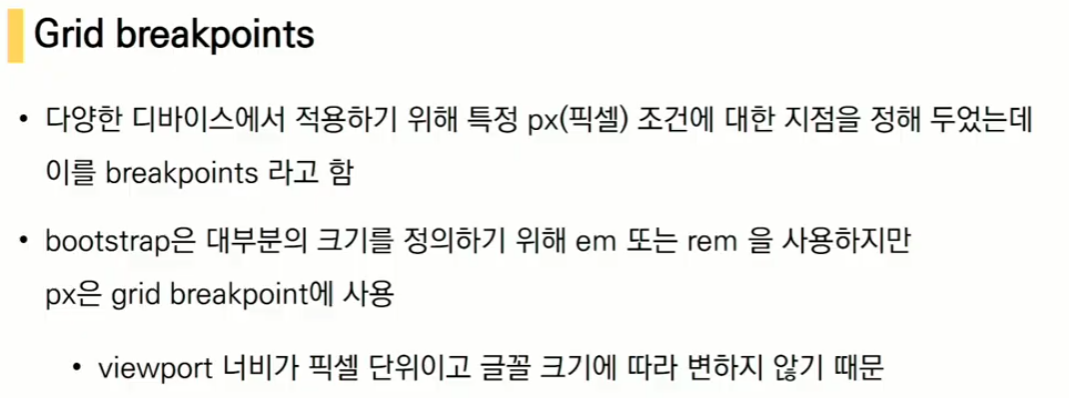 Grid breakpoints
• 다양한 디바이스에서 적용하기 위해 특정 px(픽셀) 조건에 대한 지점을 정해 두었는데
이를 breakpoints 라고 함
• bootstrap은 대부분의 크기를 정의하기 위해 em 또는 rem 을 사용하지만
px은 grid breakpoint에 사용
• viewport 너비가 픽셀 단위이고 글꼴 크기에 따라 변하지 않기 때문